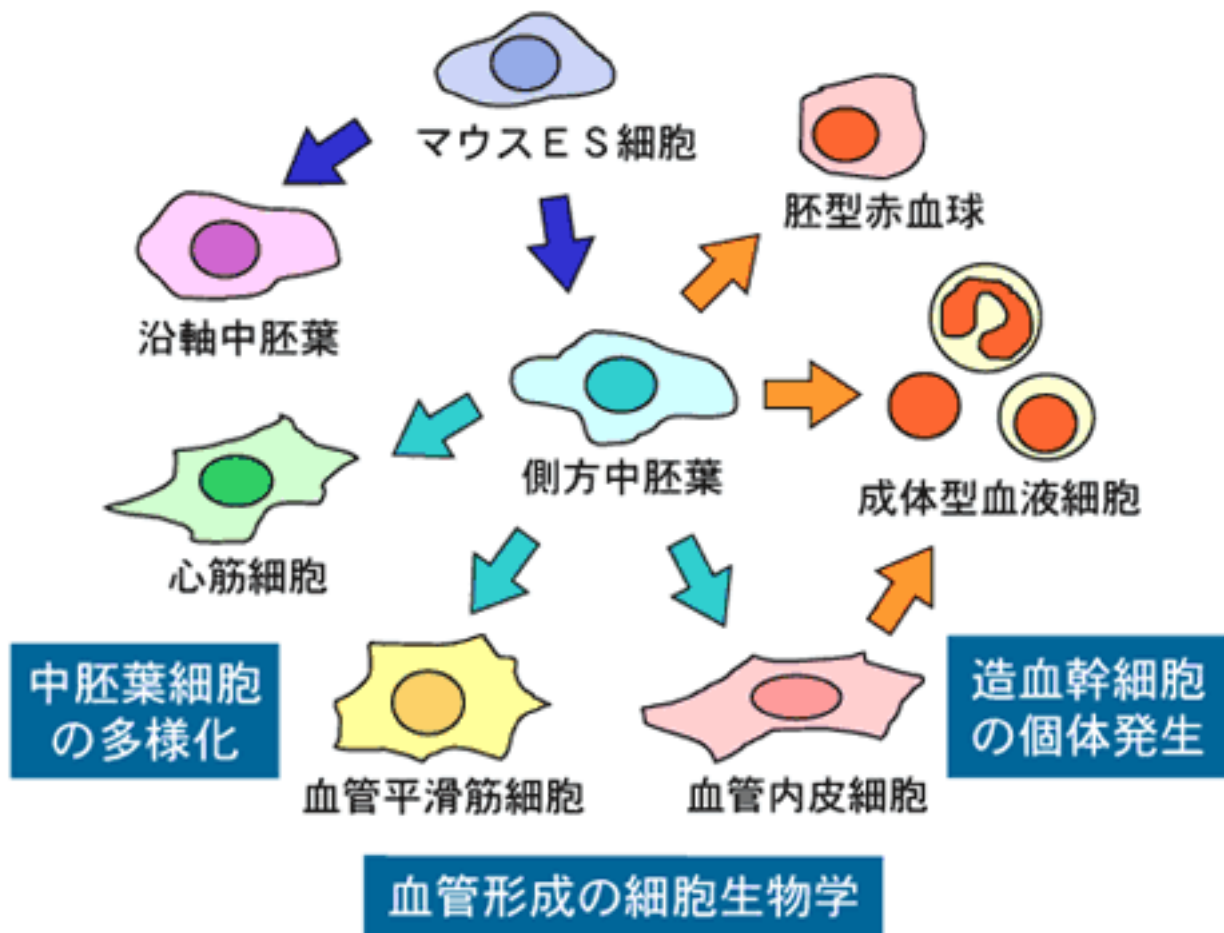 マウスＥＳ細胞
胚型赤血球
沿軸中胚葉
側方中胚葉
成体型血液細胞
心筋細胞
中胚葉細胞
の多様化
造血幹細胞
の個体発生
血管平滑筋細胞
血管内皮細胞
血管形成の細胞生物学